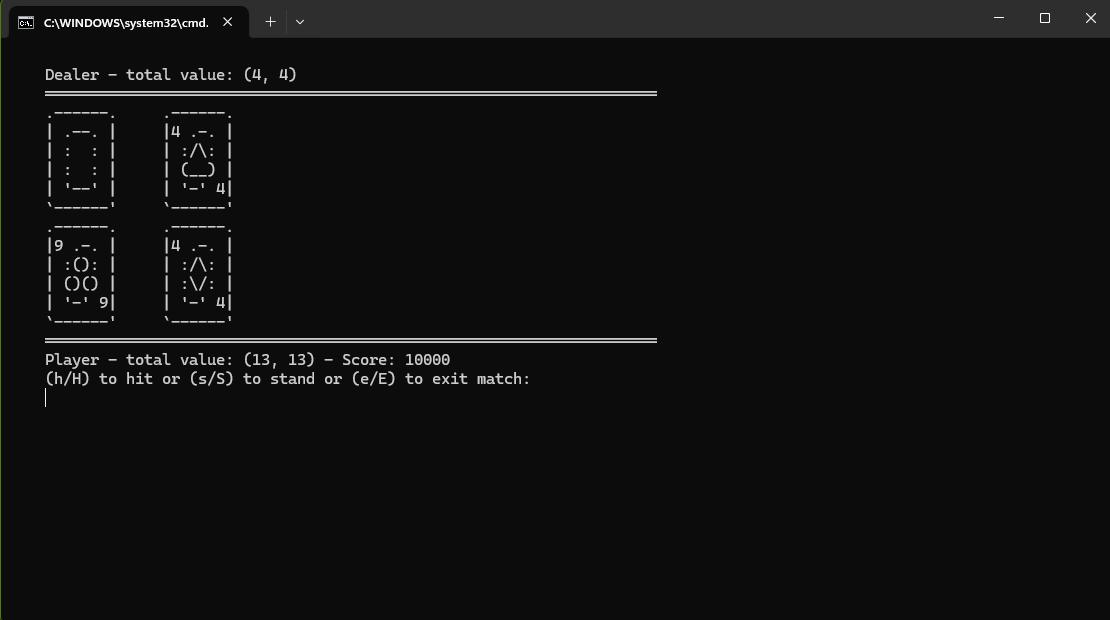 C:\WINDOWS\system32\cmd.
Dealer - total value: (4, 4)
4
4
9 4
9 4
Player - total value: (13, 13) - Score: 10000
(h/H) to hit or (s/S) to stand or (e/E) to exit match: